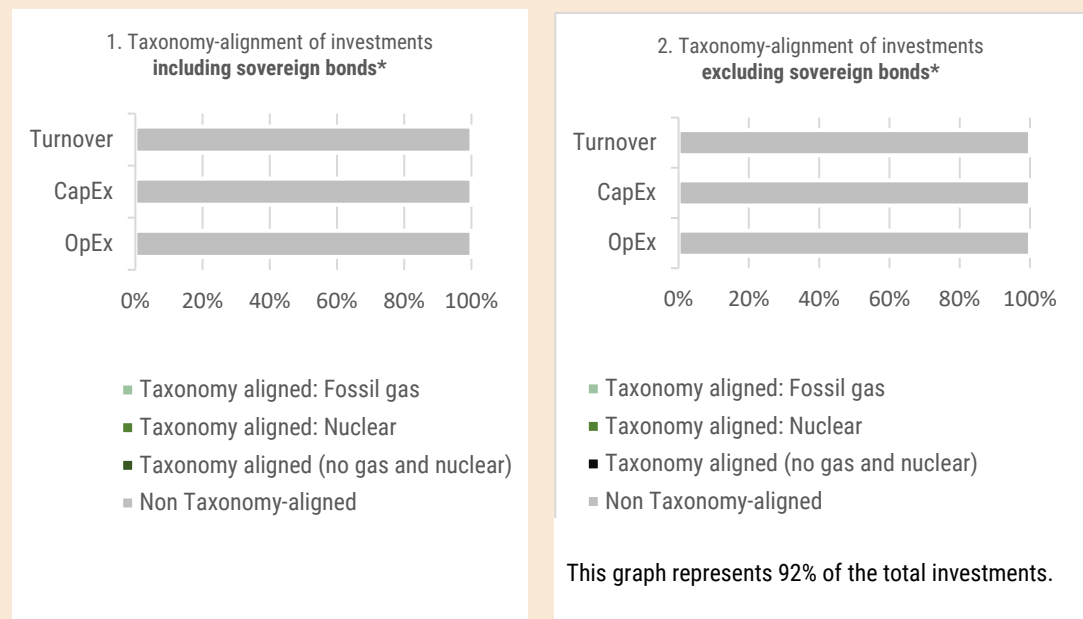 1. Taxonomy-alignment of investments
including sovereign bonds*
Turnover
CapEx
OpEx
0% 20% 40% 60% 80% 100%
Taxonomy aligned: Fossil gas
Taxonomy aligned: Nuclear
Taxonomy aligned (no gas and nuclear)
Non Taxonomy-aligned
2. Taxonomy-alignment of investments
excluding sovereign bonds*
Turnover
CapEx
OpEx
0% 20% 40% 60% 80% 100%
Taxonomy aligned: Fossil gas
Taxonomy aligned: Nuclear
Taxonomy aligned (no gas and nuclear)
Non Taxonomy-aligned
This graph represents 92% of the total investments.